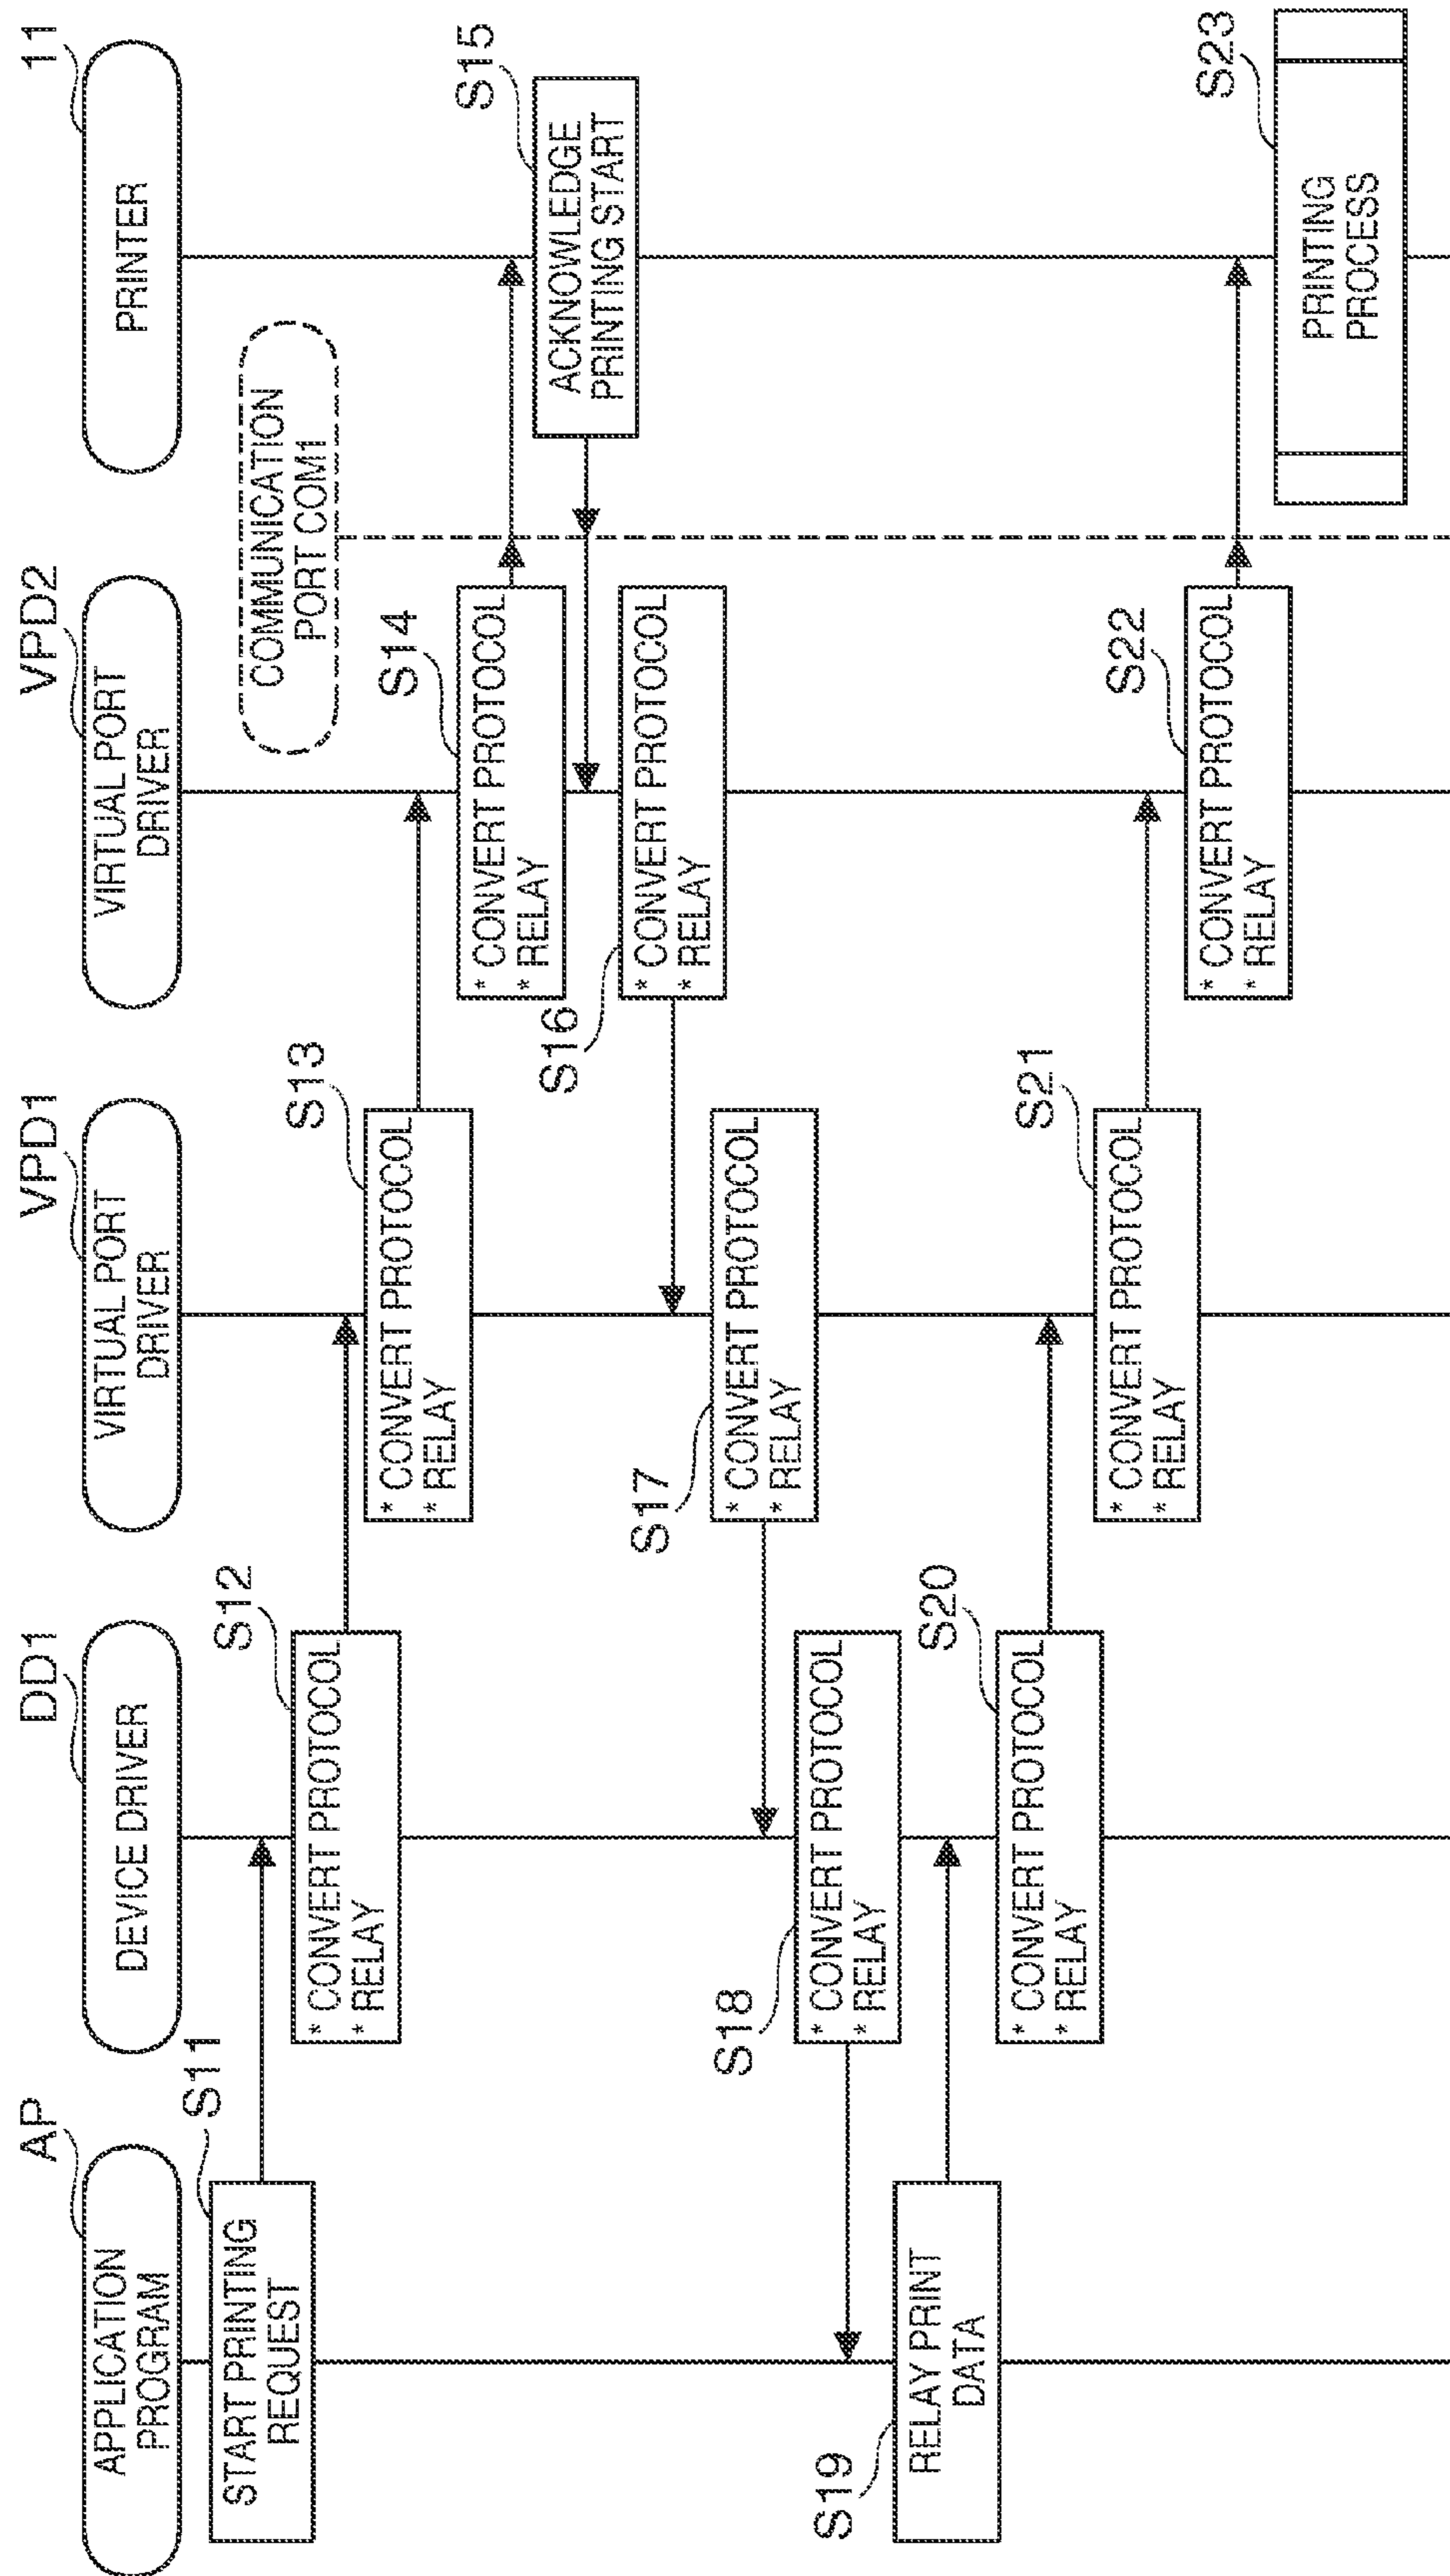 AP
APPLICATION
PROGRAM
DD1
DEVICE DRIVER
VPD1
VIRTUAL PORT
DRIVER
VPD2
VIRTUAL PORT
DRIVER
11
PRINTER
COMMUNICATION
PORT COM1
S11
START PRINTING
REQUEST
S12
* CONVERT PROTOCOL
* RELAY
S13
* CONVERT PROTOCOL
* RELAY
S14
* CONVERT PROTOCOL
* RELAY
S15
ACKNOWLEDGE
PRINTING START
S16
* CONVERT PROTOCOL
* RELAY
S17
* CONVERT PROTOCOL
* RELAY
S18
* CONVERT PROTOCOL
* RELAY
S19
RELAY PRINT
DATA
S20
* CONVERT PROTOCOL
* RELAY
S21
* CONVERT PROTOCOL
* RELAY
S22
* CONVERT PROTOCOL
* RELAY
S23
PRINTING
PROCESS